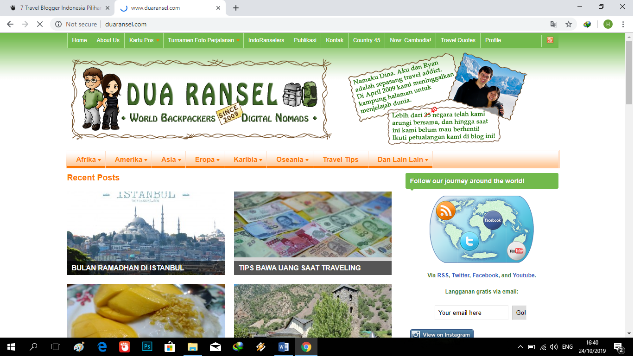 7 Travel Blogger Indonesia Pilihan
www.duaransel.com
Not secure | duaransel.com
Home
About Us
Kartu Pos
Turnamen Foto Perjalanan
IndoRanselers
Publikasi
Kontak
Country 45
Now: Cambodia!
Travel Quotes
Profile
DUA RANSEL
SINCE 2009
• World Backpackers Digital Nomads •
Namaku Dina. Aku dan Ryan
adalah sepasang travel addict.
Di April 2009 kami meninggalkan
kampung halaman untuk
menjelajah dunia.
Lebih dari 25 negara telah kami
arungi bersama, dan hingga saat
ini kami belum mau berhenti!
Ikuti petualangan kami di blog ini!
Afrika
Amerika
Asia
Eropa
Karibia
Oseania
Travel Tips
Dan Lain Lain
Recent Posts
Follow our journey around the world!
ISTANBUL
BULAN RAMADHAN DI ISTANBUL
TIPS BAWA UANG SAAT TRAVELING
facebook
Via RSS, Twitter, Facebook, and Youtube.
Langganan gratis via email:
Your email here
Go!
View on Instagram
ENG
18:40
24/10/2019